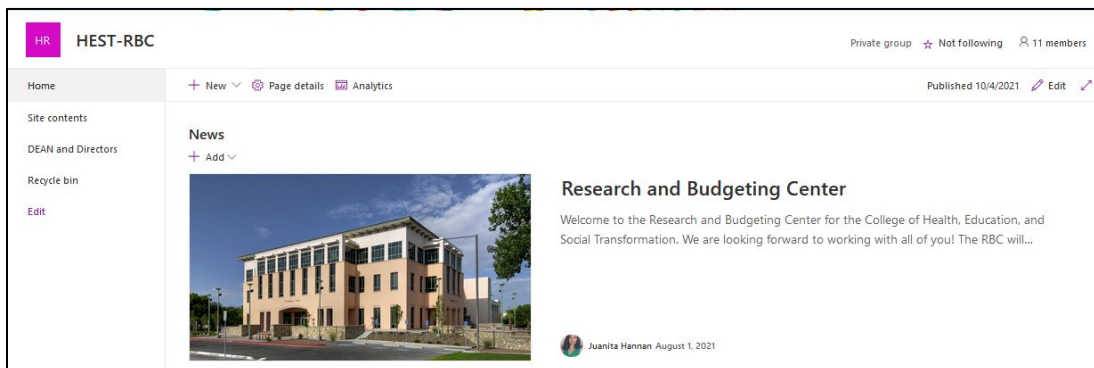 HR HEST-RBC
Private group Not following 11 members
Home
New Page details Analytics
Published 10/4/2021 Edit
Site contents
DEAN and Directors
Recycle bin
Edit
News
Add
Research and Budgeting Center
Welcome to the Research and Budgeting Center for the College of Health, Education, and
Social Transformation. We are looking forward to working with all of you! The RBC will...
Juanita Hannan August 1, 2021